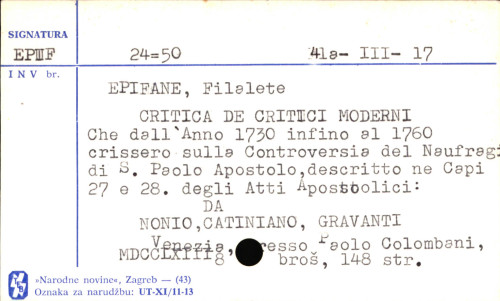 SIGNATURA
EPIIF 24=50 41a- III- 17
INV br.
EPIFANE, Filalete
CRITICA DE CRITICI MODERNI
Che dall'Anno 1730 infino al 1760
crissero sulla Controversia del Naufragi
di S. Paolo Apostolo,descritto ne Capi
27 e 28. degli Atti Apostolici:
DA
NONIO,CATINIANO, GRAVANTI
Venezia, resso Paolo Colombani,
MDCCLXIII
8 broš, 148 str.
»Narodne novine«, Zagreb — (43)
Oznaka za narudžbu: UT-XI/11-13